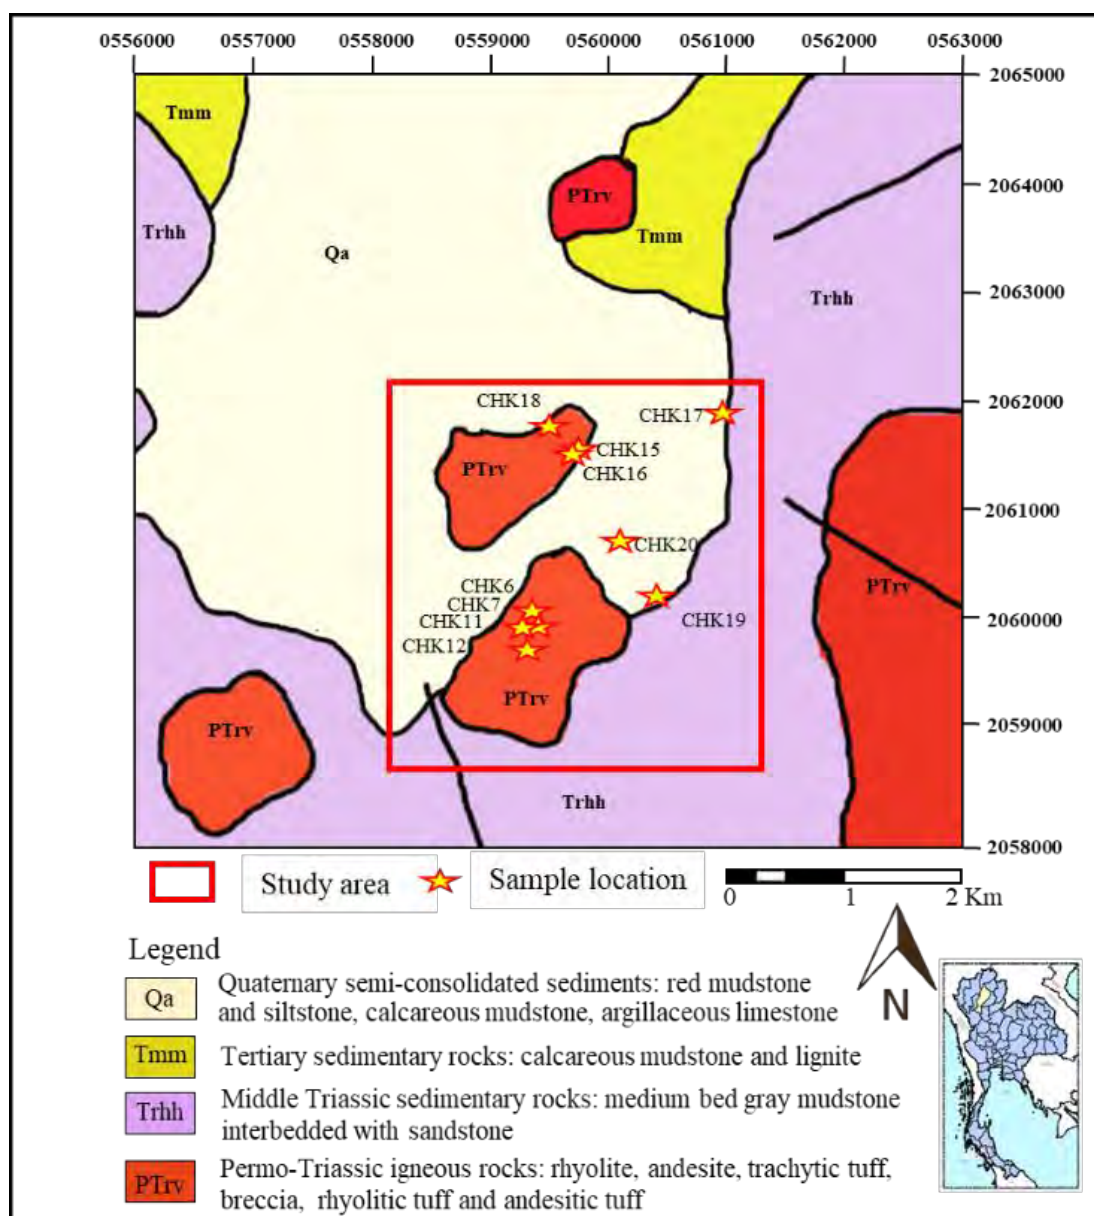 0556000 0557000 0558000 0559000 0560000 0561000 0562000 0563000
2065000
Tmm
2064000
PTrv
Trhh
Tmm
Qa
2063000
Trhh
2062000
CHK18
CHK17
CHK15
PTrv
CHK16
2061000
CHK20
CHK6
PTrv
CHK7
2060000
CHK11
CHK19
CHK12
PTrv
PTrv
2059000
Trhh
2058000
Study area
Sample location
0 1 2 Km
Legend
N
Qa
Quaternary semi-consolidated sediments: red mudstone
and siltstone, calcareous mudstone, argillaceous limestone
Tmm
Tertiary sedimentary rocks: calcareous mudstone and lignite
Trhh
Middle Triassic sedimentary rocks: medium bed gray mudstone
interbedded with sandstone
PTrv
Permo-Triassic igneous rocks: rhyolite, andesite, trachytic tuff,
breccia, rhyolitic tuff and andesitic tuff